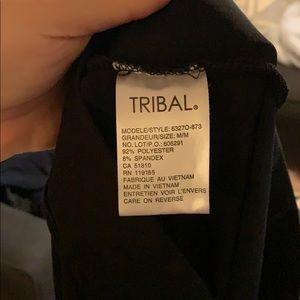 TRIBAL®
MODELE/STYLE: 6327O-873
GRANDEUR/SIZE: M/M
NO. LOT/P.O.: 606291
92% POLYESTER
8% SPANDEX
CA 51810
RN 119165
FABRIQUE AU VIETNAM
MADE IN VIETNAM
ENTRETIEN VOIR L'ENVERS
CARE ON REVERSE